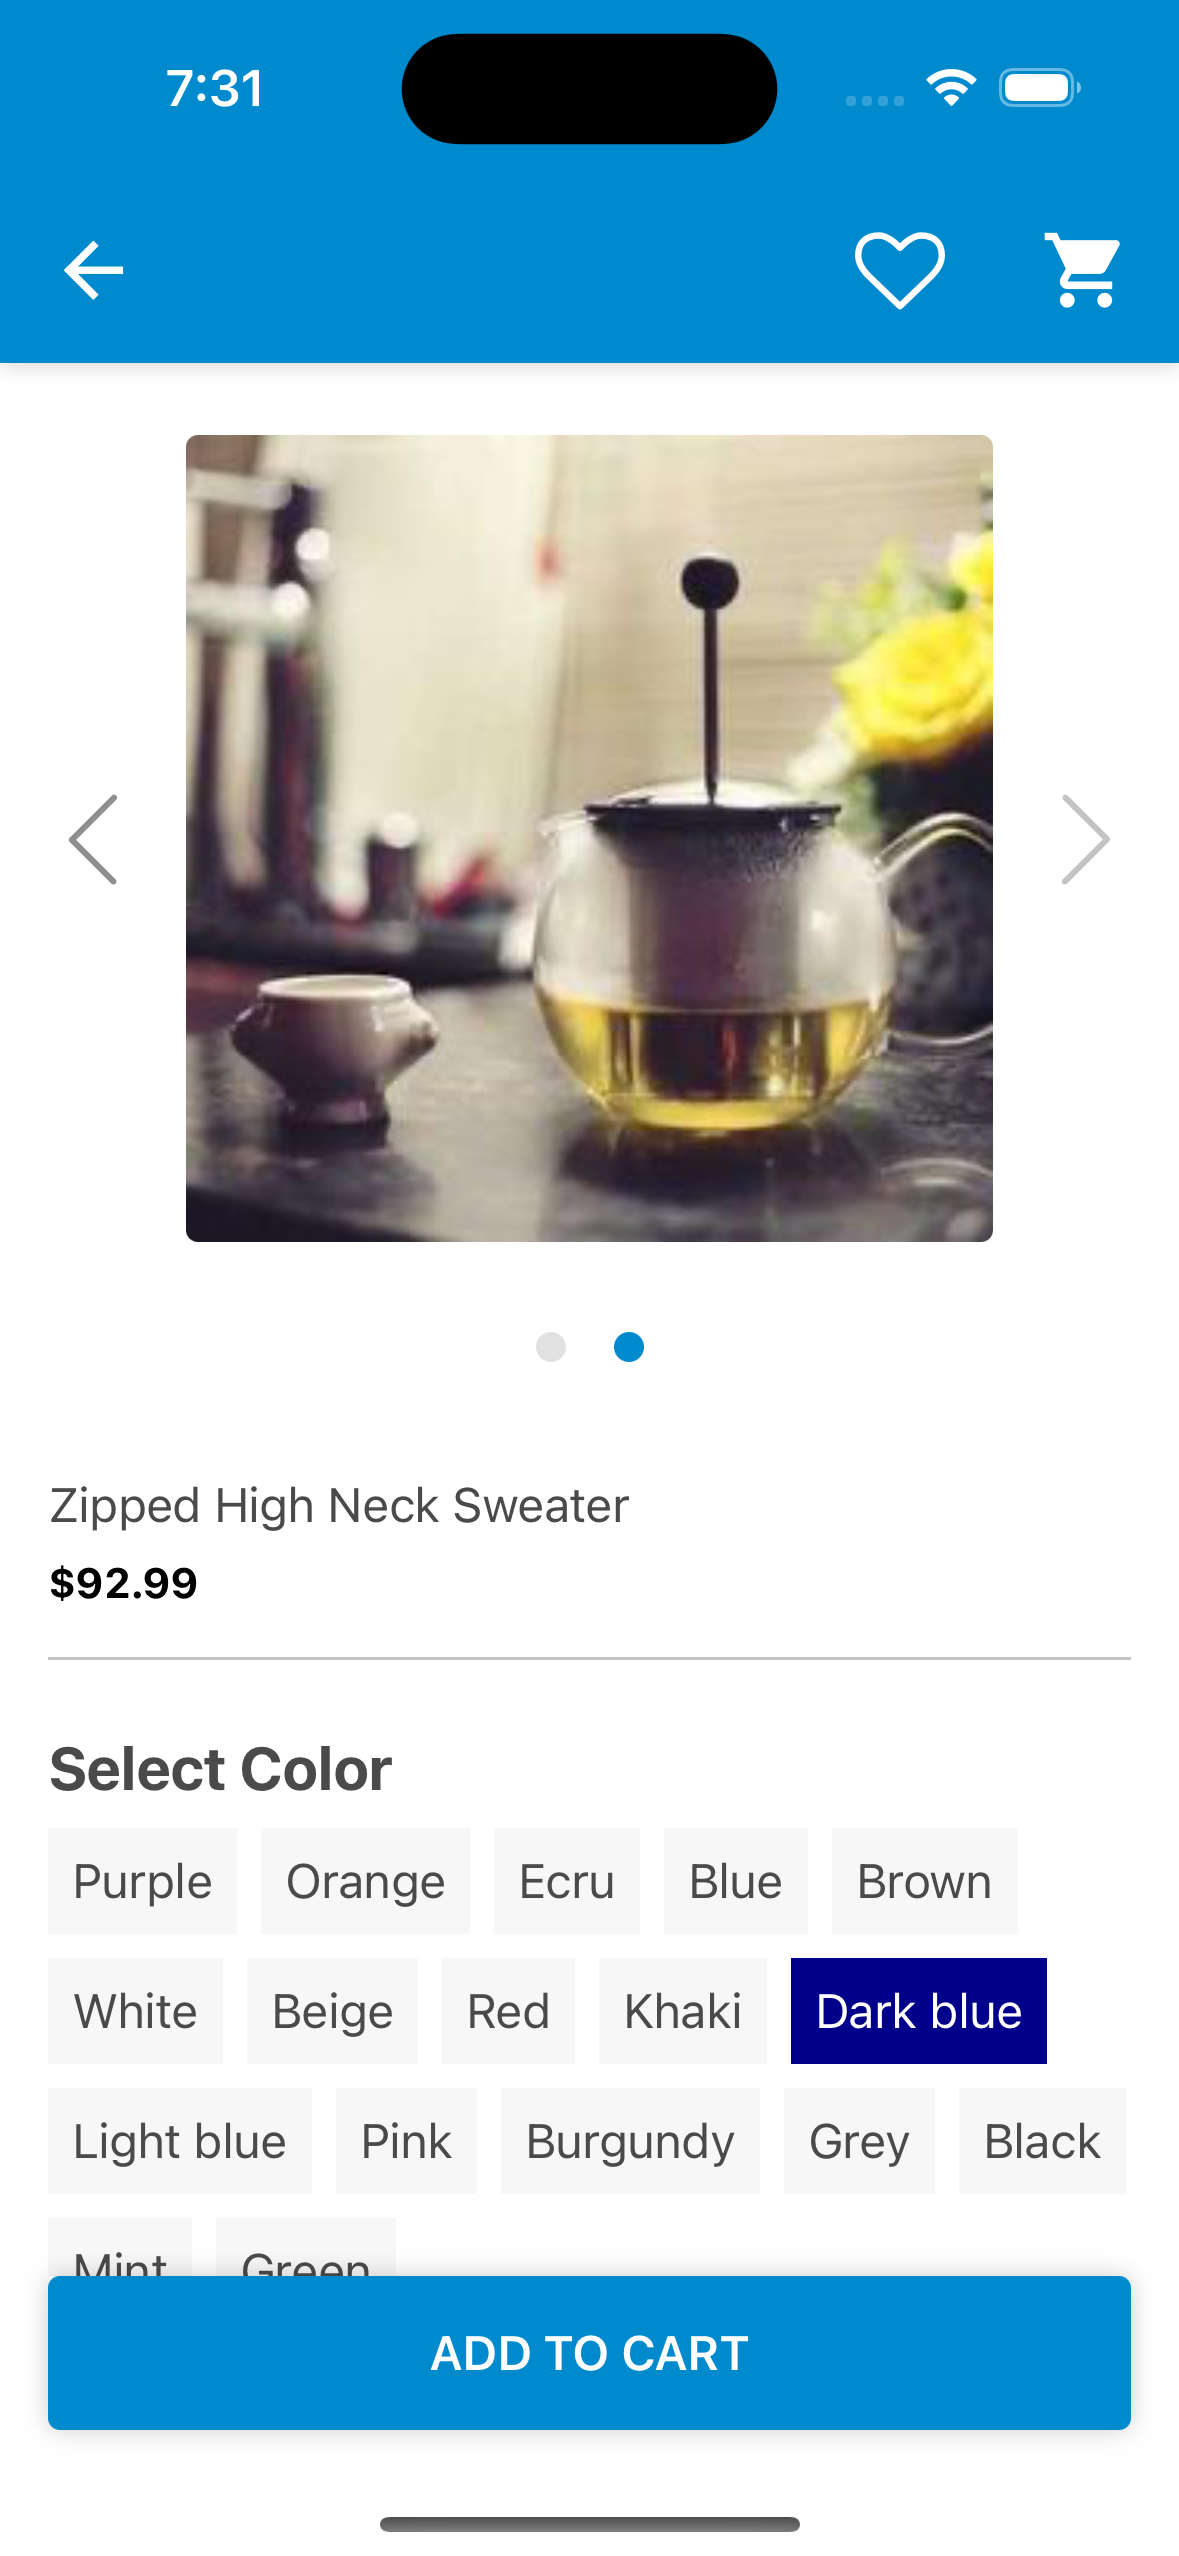 7:31
Zipped High Neck Sweater
$92.99
Select Color
Purple Orange Ecru Blue Brown
White Beige Red Khaki Dark blue
Light blue Pink Burgundy Grey Black
Mint Green
ADD TO CART